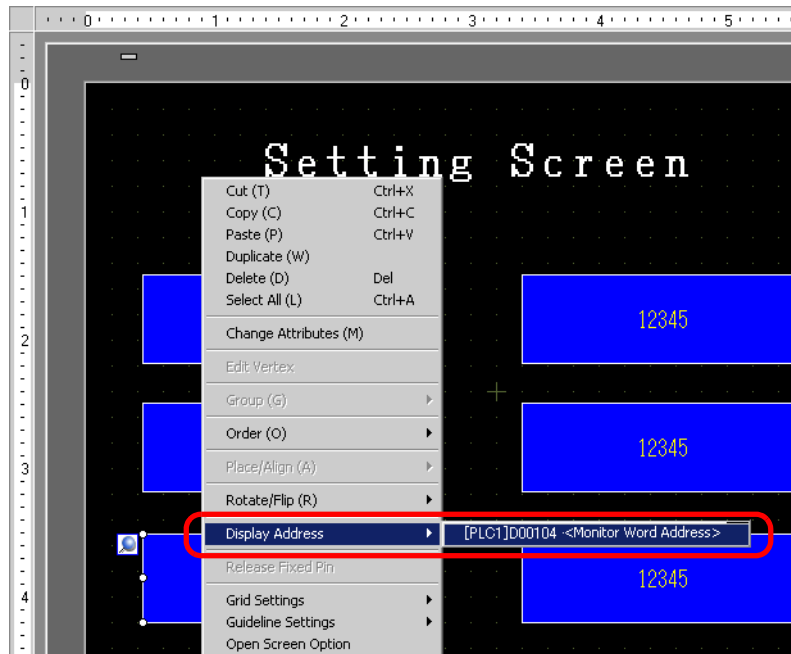 0 1 2 3 4 5
0
Setting Screen
Cut (T) Ctrl+X
1
Copy (C) Ctrl+C
Paste (P) Ctrl+V
Duplicate (W)
Delete (D) Del
Select All (L) Ctrl+A
12345
Change Attributes (M)
2
Edit Vertex
Group (G)
Order (O)
12345
Place/Align (A)
3
Rotate/Flip (R)
Display Address [PLC1]D00104 -<Monitor Word Address>
Release Fixed Pin
12345
4
Grid Settings
Guideline Settings
Open Screen Option